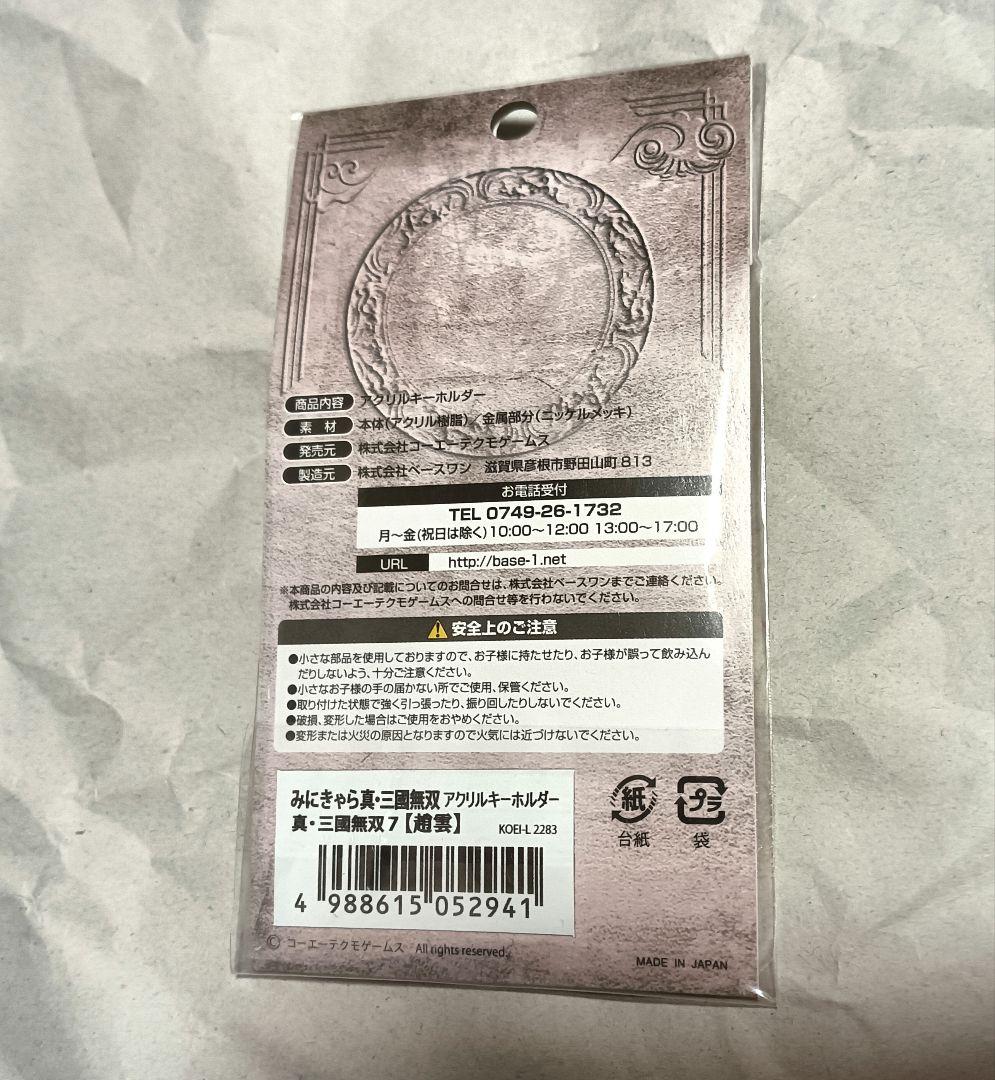 商品内容 アクリルキーホルダー
素材 本体(アクリル樹脂)/金属部分(ニッケルメッキ)
発売元 株式会社コーエーテクモゲームス
製造元 株式会社ベースワン 滋賀県彦根市野田山町813
お電話受付
TEL 0749-26-1732
月〜金(祝日は除く)10:00〜12:00 13:00〜17:00
URL http://base-1.net
※本商品の内容及び記載についてのお問合せは、株式会社ベースワンまでご連絡ください。
株式会社コーエーテクモゲームスへの問合せ等を行わないでください。
安全上のご注意
●小さな部品を使用しておりますので、お子様に持たせたり、お子様が誤って飲み込ん
だりしないよう、十分ご注意ください。
●小さなお子様の手の届かない所でご使用、保管ください。
●取り付けた状態で強く引っ張ったり、振り回したりしないでください。
●破損、変形した場合はご使用をおやめください。
●変形または火災の原因となりますので火気には近づけないでください。
みにきゃら真・三國無双 アクリルキーホルダー
真・三國無双7【趙雲】 KOEI-L 2283
4 988615 052941
紙 プラ
台紙 袋
© コーエーテクモゲームス All rights reserved.
MADE IN JAPAN